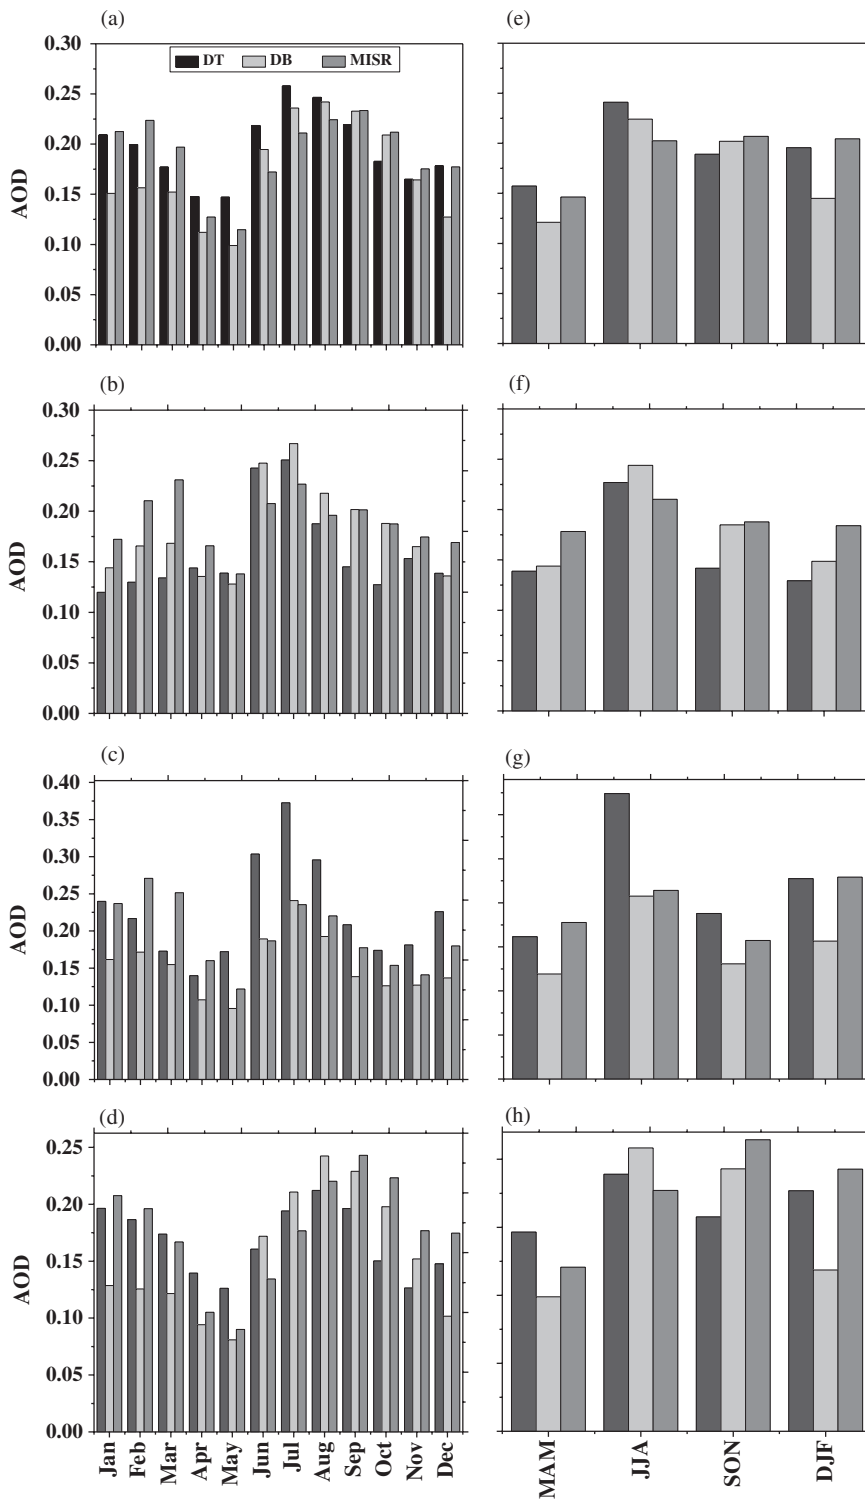 (a)
0.30
0.25
0.20
0.15
0.10
0.05
0.00
AOD
DT DB MISR
(e)
(b)
0.30
0.25
0.20
0.15
0.10
0.05
0.00
AOD
(f)
(c)
0.40
0.35
0.30
0.25
0.20
0.15
0.10
0.05
0.00
AOD
(g)
(d)
0.25
0.20
0.15
0.10
0.05
0.00
AOD
Jan Feb Mar Apr May Jun Jul Aug Sep Oct Nov Dec
(h)
MAM JJA SON DJF